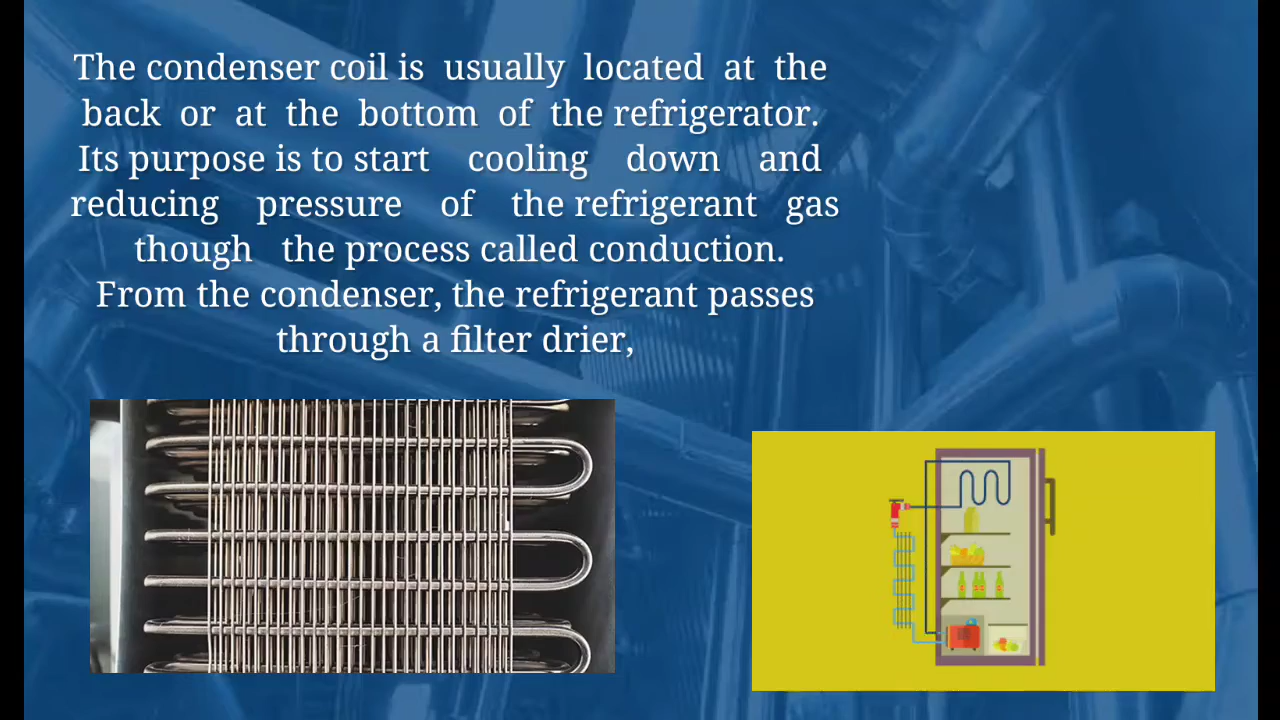 The condenser coil is usually located at the
back or at the bottom of the refrigerator.
Its purpose is to start cooling down and
reducing pressure of the refrigerant gas
though the process called conduction.
From the condenser, the refrigerant passes
through a filter drier,